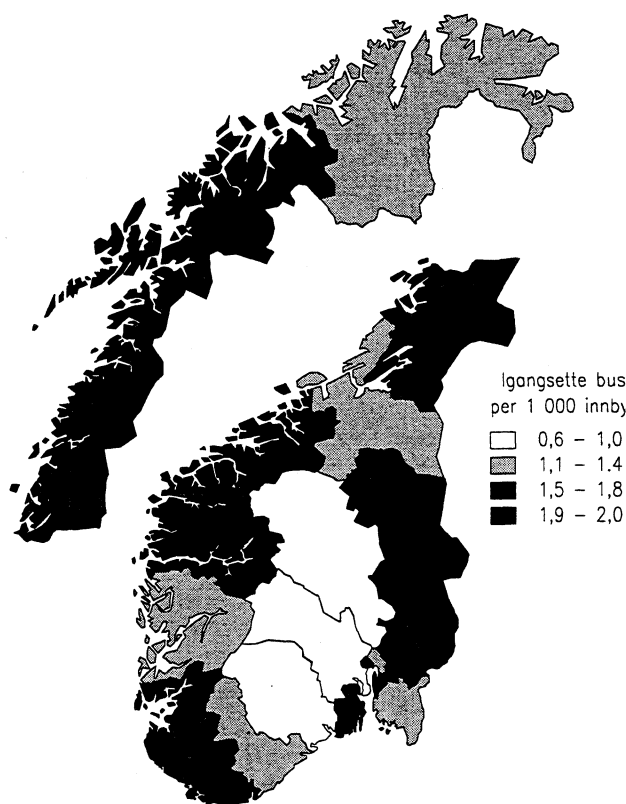 Igangsette bus
per 1 000 innby
0,6 – 1,0
1,1 – 1.4
1,5 – 1,8
1,9 – 2,0